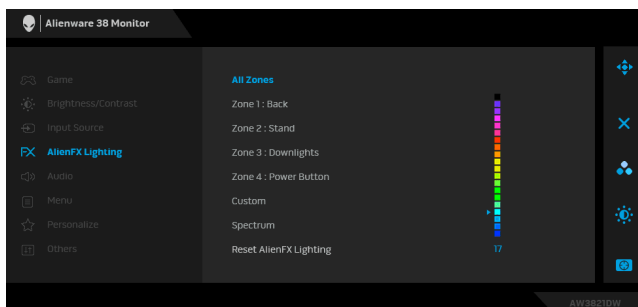 Alienware 38 Monitor
Game
Brightness/Contrast
Input Source
AlienFX Lighting
Audio
Menu
Personalize
Others
All Zones
Zone 1 : Back
Zone 2 : Stand
Zone 3 : Downlights
Zone 4 : Power Button
Custom
Spectrum
Reset AlienFX Lighting
17
AW3821DW